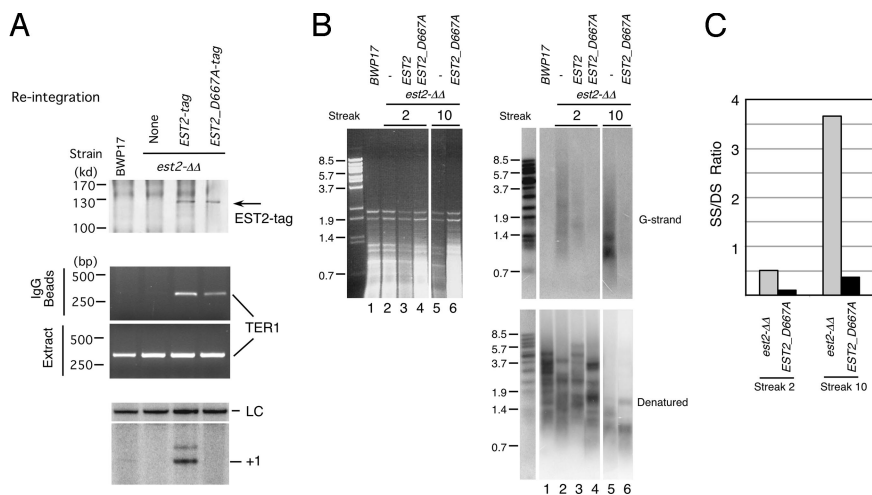 A
Re-integration
BWP17
None
EST2-tag
EST2_D667A-tag
Strain
est2-ΔΔ
(kd)
170
130
100
EST2-tag
(bp)
IgG
Beads
500
250
TER1
Extract
500
250
LC
+1
B
BWP17
-
EST2
EST2_D667A
-
EST2_D667A
est2-ΔΔ
Streak
2
10
8.5
5.7
3.7
1.9
1.4
0.7
1 2 3 4 5 6
BWP17
-
EST2
EST2_D667A
-
EST2_D667A
est2-ΔΔ
Streak
2
10
8.5
5.7
3.7
1.9
1.4
0.7
G-strand
8.5
5.7
3.7
1.9
1.4
0.7
Denatured
1 2 3 4 5 6
C
SS/DS Ratio
4
3
2
1
est2-ΔΔ
EST2_D667A
est2-ΔΔ
EST2_D667A
Streak 2
Streak 10